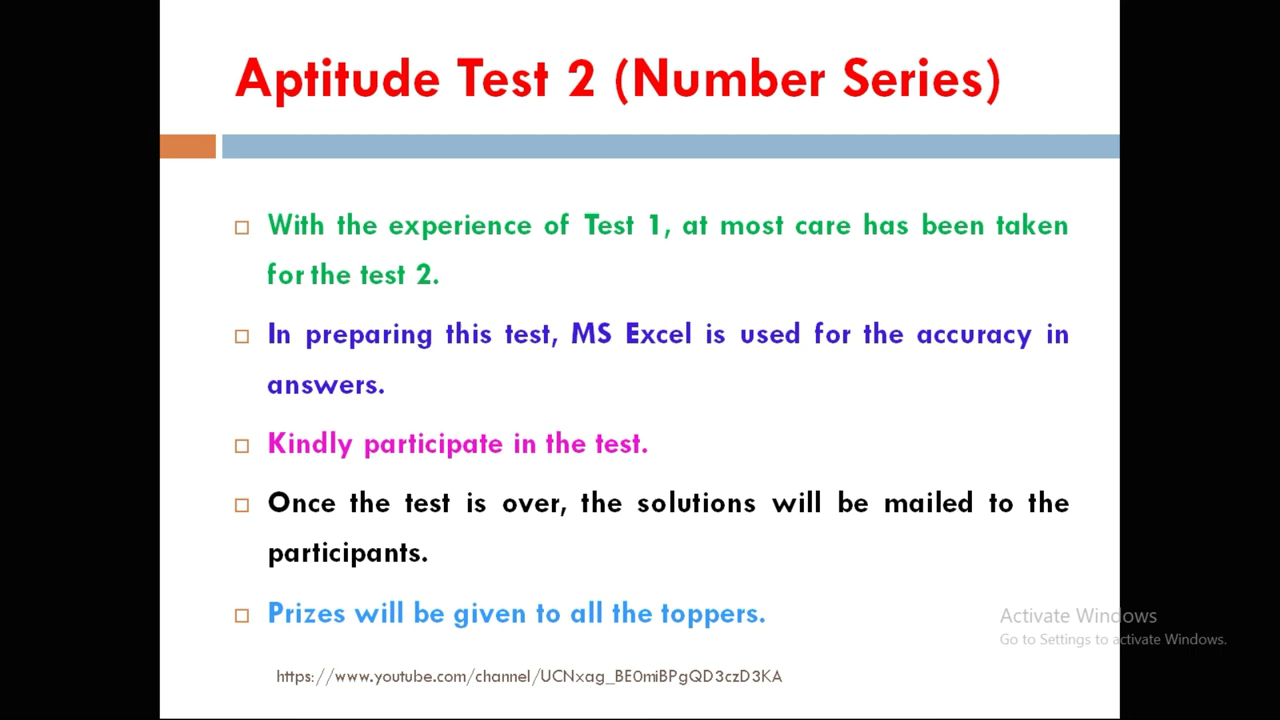 Aptitude Test 2 (Number Series)
With the experience of Test 1, at most care has been taken
for the test 2.
In preparing this test, MS Excel is used for the accuracy in
answers.
Kindly participate in the test.
Once the test is over, the solutions will be mailed to the
participants.
Prizes will be given to all the toppers.
Activate Windows
Go to Settings to activate Windows.
https://www.youtube.com/channel/UCNxag_BE0miBPgQD3czD3KA